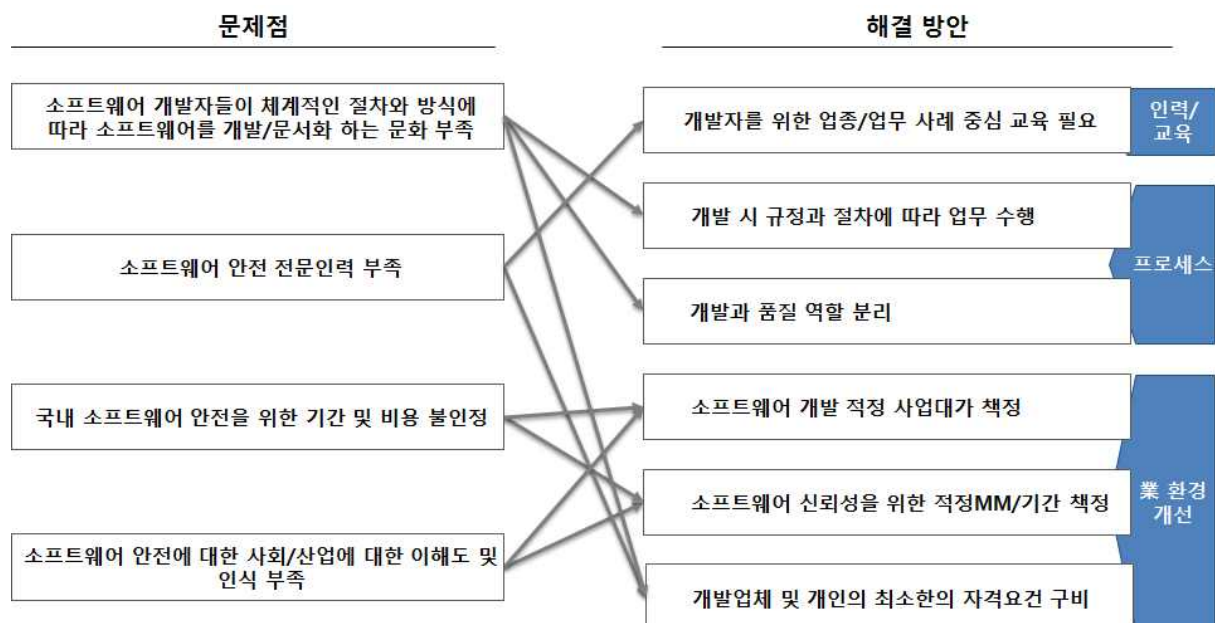 문제점
해결 방안
소프트웨어 개발자들이 체계적인 절차와 방식에
따라 소프트웨어를 개발/문서화 하는 문화 부족
소프트웨어 안전 전문인력 부족
국내 소프트웨어 안전을 위한 기간 및 비용 불인정
소프트웨어 안전에 대한 사회/산업에 대한 이해도 및
인식 부족
개발자를 위한 업종/업무 사례 중심 교육 필요
인력/
교육
개발 시 규정과 절차에 따라 업무 수행
개발과 품질 역할 분리
프로세스
소프트웨어 개발 적정 사업대가 책정
소프트웨어 신뢰성을 위한 적정MM/기간 책정
개발업체 및 개인의 최소한의 자격요건 구비
業 환경
개선